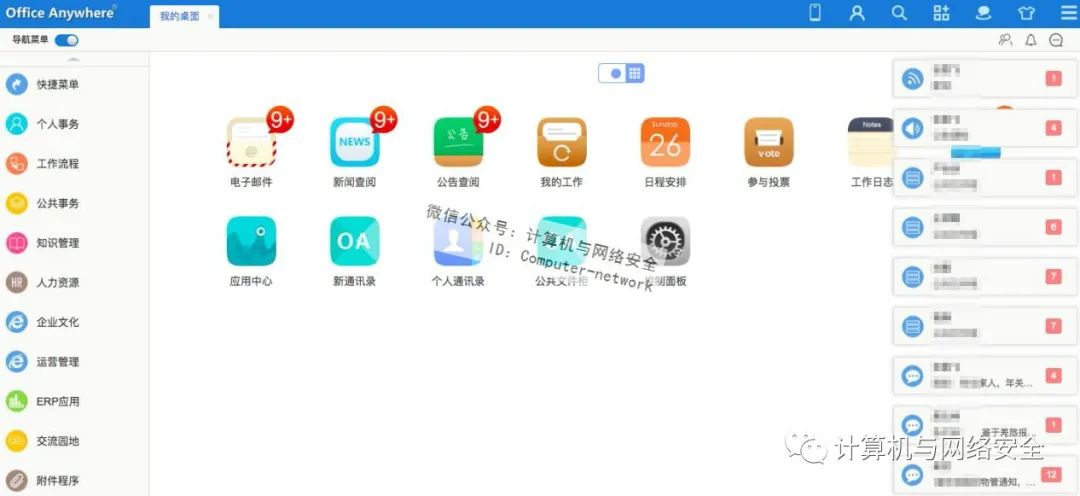 Office Anywhere®
我的桌面
导航菜单
快捷菜单
个人事务
工作流程
公共事务
知识管理
HR 人力资源
企业文化
运营管理
ERP应用
交流园地
附件程序
9+
@
电子邮件
9+
NEWS
新闻查阅
9+
公告
公告查阅
我的工作
Sunday
26
日程安排
vote
参与投票
Notes
工作日志
应用中心
OA
新通讯录
个人通讯录
公共文件柜
控制面板
微信公众号:计算机与网络安全
ID:Computer-network
1
4
1
6
7
7
4
家人,年关...
1
鉴于羌旅报...
12
物管通知,...
计算机与网络安全